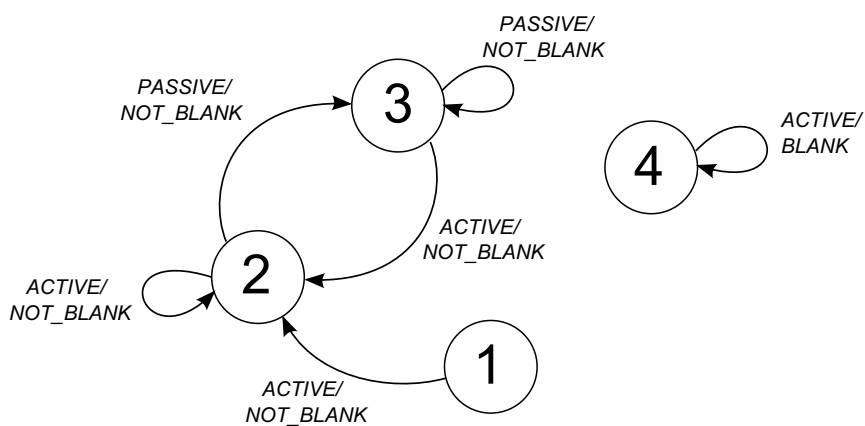 PASSIVE/
NOT_BLANK
PASSIVE/
NOT_BLANK
3
ACTIVE/
BLANK
4
ACTIVE/
NOT_BLANK
2
ACTIVE/
NOT_BLANK
1
ACTIVE/
NOT_BLANK